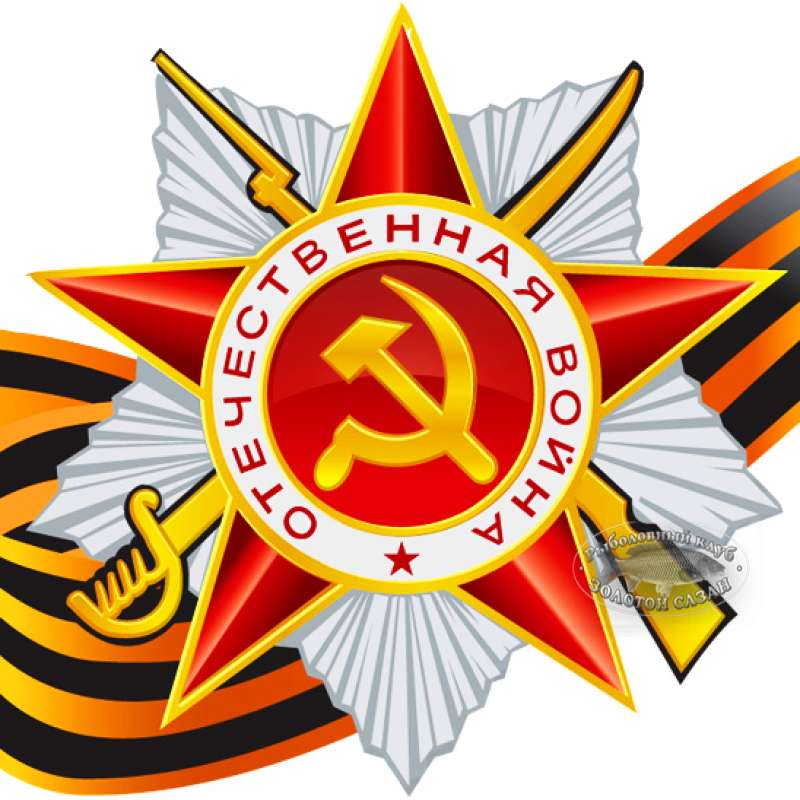 ОТЕЧЕСТВЕННАЯ ВОЙНА
Рыболовный клуб
ЗОЛОТОЙ САЗАН